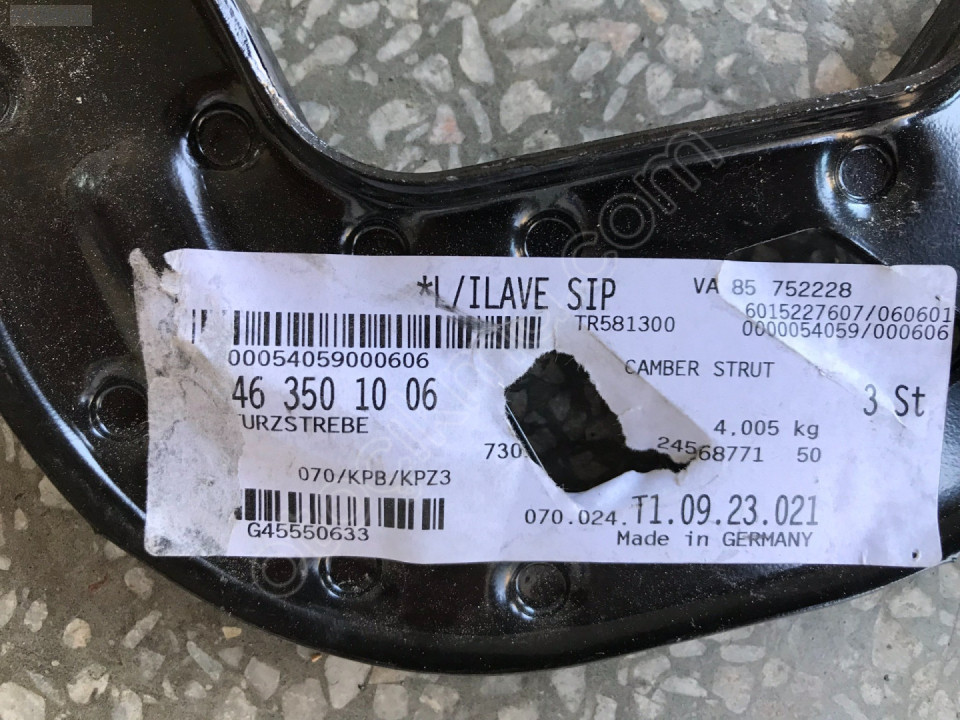 *L/ILAVE SIP
VA 85 752228
TR581300
6015227607/060601
0000054059/000606
00054059000606
CAMBER STRUT
46 350 10 06
3 St
URZSTREBE
4,005 kg
730
24568771 50
070/KPB/KPZ3
070.024.T1.09.23.021
G45550633
Made in GERMANY